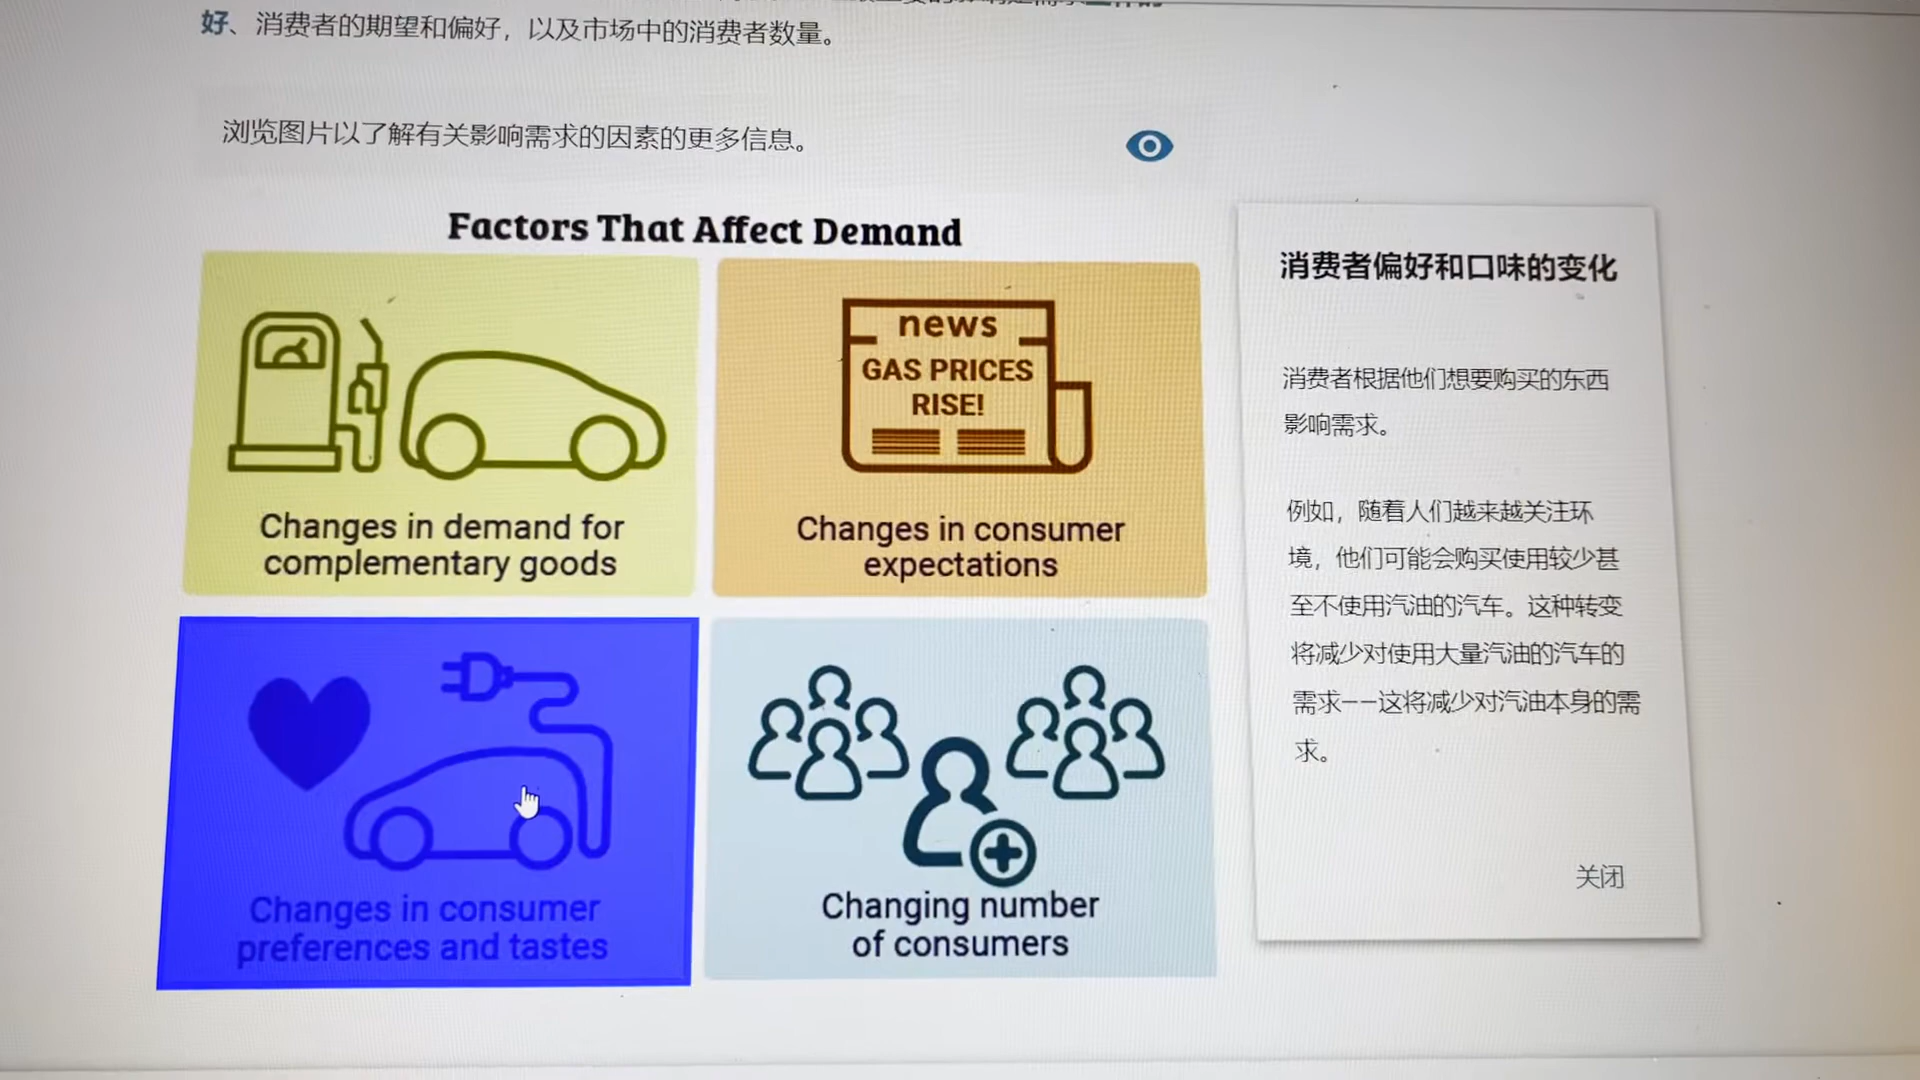 好、消费者的期望和偏好，以及市场中的消费者数量。
浏览图片以了解有关影响需求的因素的更多信息。
Factors That Affect Demand
news
GAS PRICES
RISE!
Changes in demand for
complementary goods
Changes in consumer
expectations
Changes in consumer
preferences and tastes
Changing number
of consumers
消费者偏好和口味的变化
消费者根据他们想要购买的东西
影响需求。
例如，随着人们越来越关注环
境，他们可能会购买使用较少甚
至不使用汽油的汽车。这种转变
将减少对使用大量汽油的汽车的
需求——这将减少对汽油本身的需
求。
关闭